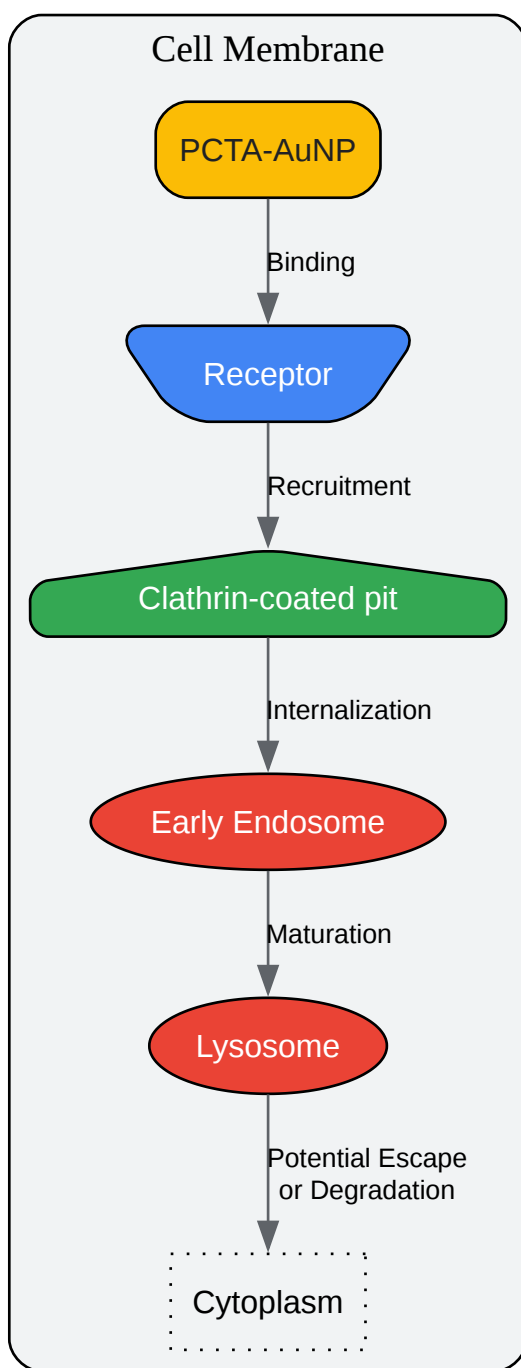 Cell Membrane
PCTA-AuNP
Binding
Receptor
Recruitment
Clathrin-coated pit
Internalization
Early Endosome
Maturation
Lysosome
Potential Escape
or Degradation
Cytoplasm